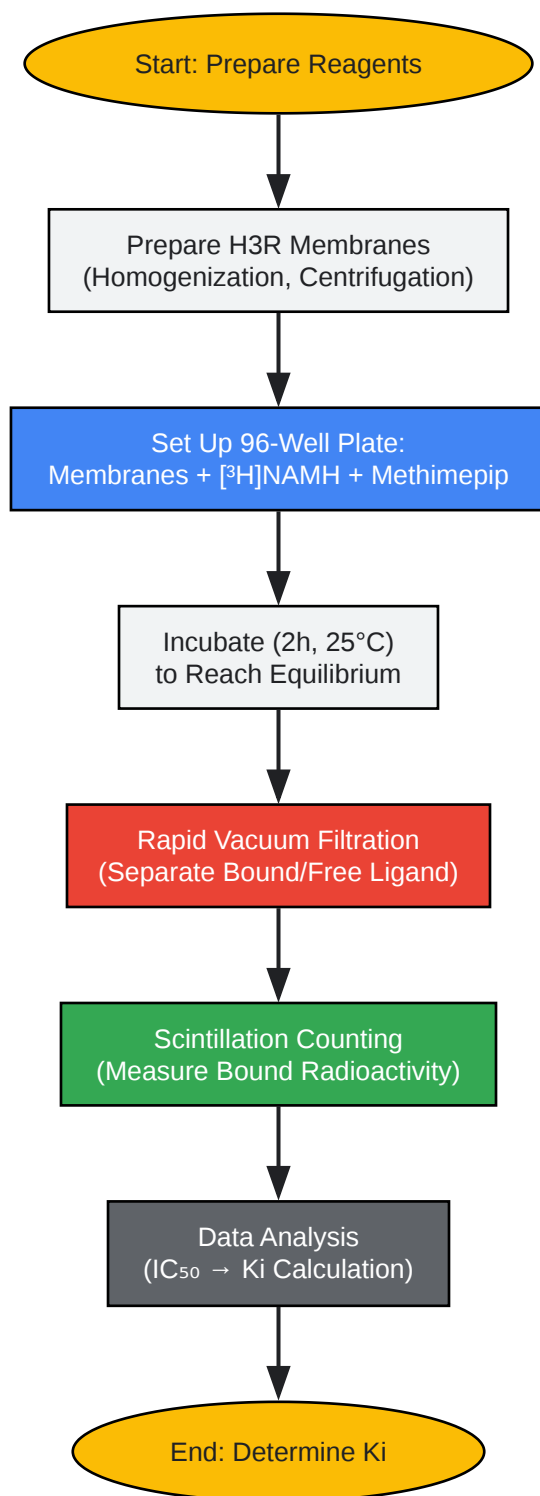 Start: Prepare Reagents
Prepare H3R Membranes
(Homogenization, Centrifugation)
Set Up 96-Well Plate:
Membranes + [³H]NAMH + Methimepip
Incubate (2h, 25°C)
to Reach Equilibrium
Rapid Vacuum Filtration
(Separate Bound/Free Ligand)
Scintillation Counting
(Measure Bound Radioactivity)
Data Analysis
(IC₅₀ → Ki Calculation)
End: Determine Ki